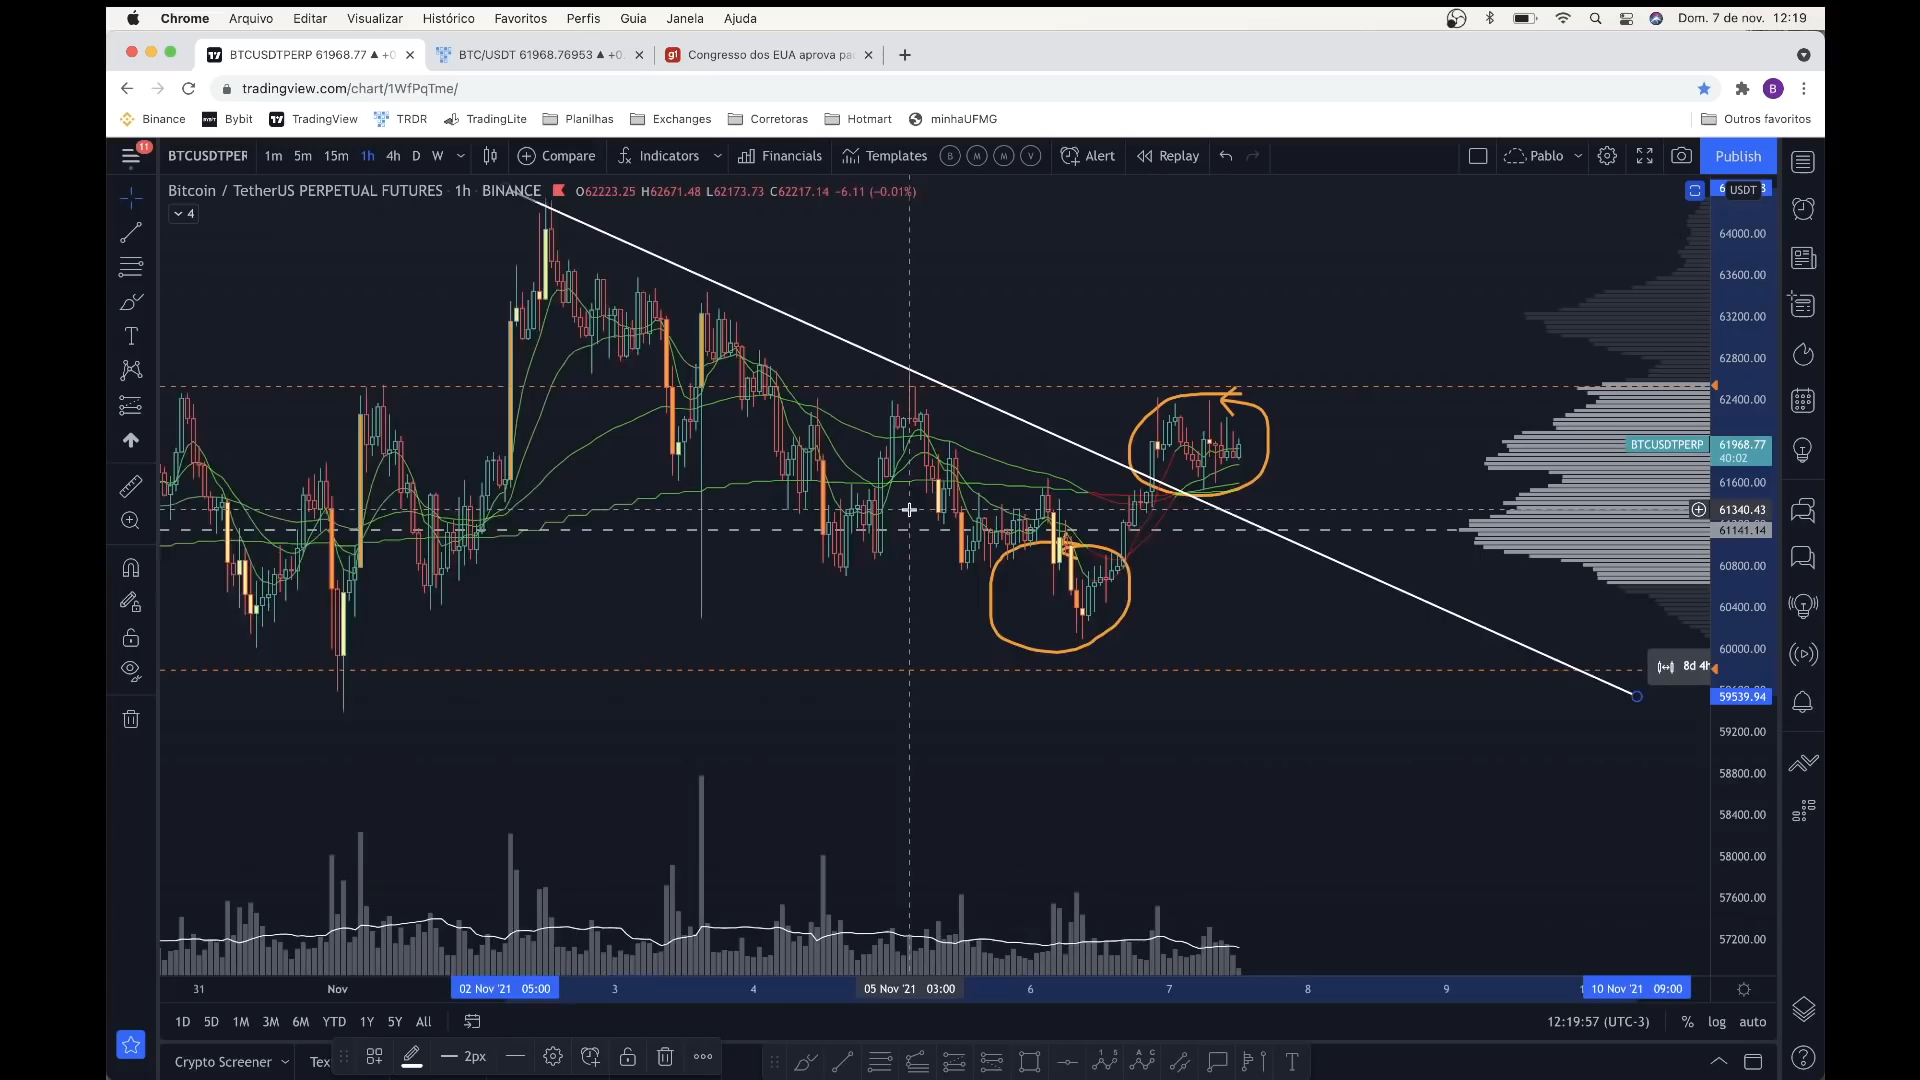 Chrome Arquivo Editar Visualizar Histórico Favoritos Perfis Guia Janela Ajuda Dom. 7 de nov. 12:19
BTCUSDTPERP 61968.77 ▲ +0 BTC/USDT 61968.76953 ▲ +0. g1 Congresso dos EUA aprova pa
tradingview.com/chart/1WfPqTme/ B
Binance Bybit TradingView TRDR TradingLite Planilhas Exchanges Corretoras Hotmart minhaUFMG Outros favoritos
11 BTCUSDTPER 1m 5m 15m 1h 4h D W Compare Indicators Financials Templates B M M V Alert Replay Pablo Publish
Bitcoin / TetherUS PERPETUAL FUTURES · 1h · BINANCE O62223.25 H62671.48 L62173.73 C62217.14 −6.11 (−0.01%)
USDT
4
64000.00
63600.00
63200.00
62800.00
62400.00
BTCUSDTPERP 61968.77
40:02
61600.00
61340.43
61141.14
60800.00
60400.00
60000.00
8d 4h
59539.94
59200.00
58800.00
58400.00
58000.00
57600.00
57200.00
31 Nov 02 Nov '21 05:00 3 4 05 Nov '21 03:00 6 7 8 9 10 Nov '21 09:00
1D 5D 1M 3M 6M YTD 1Y 5Y All 12:19:57 (UTC-3) % log auto
Crypto Screener Tex 2px